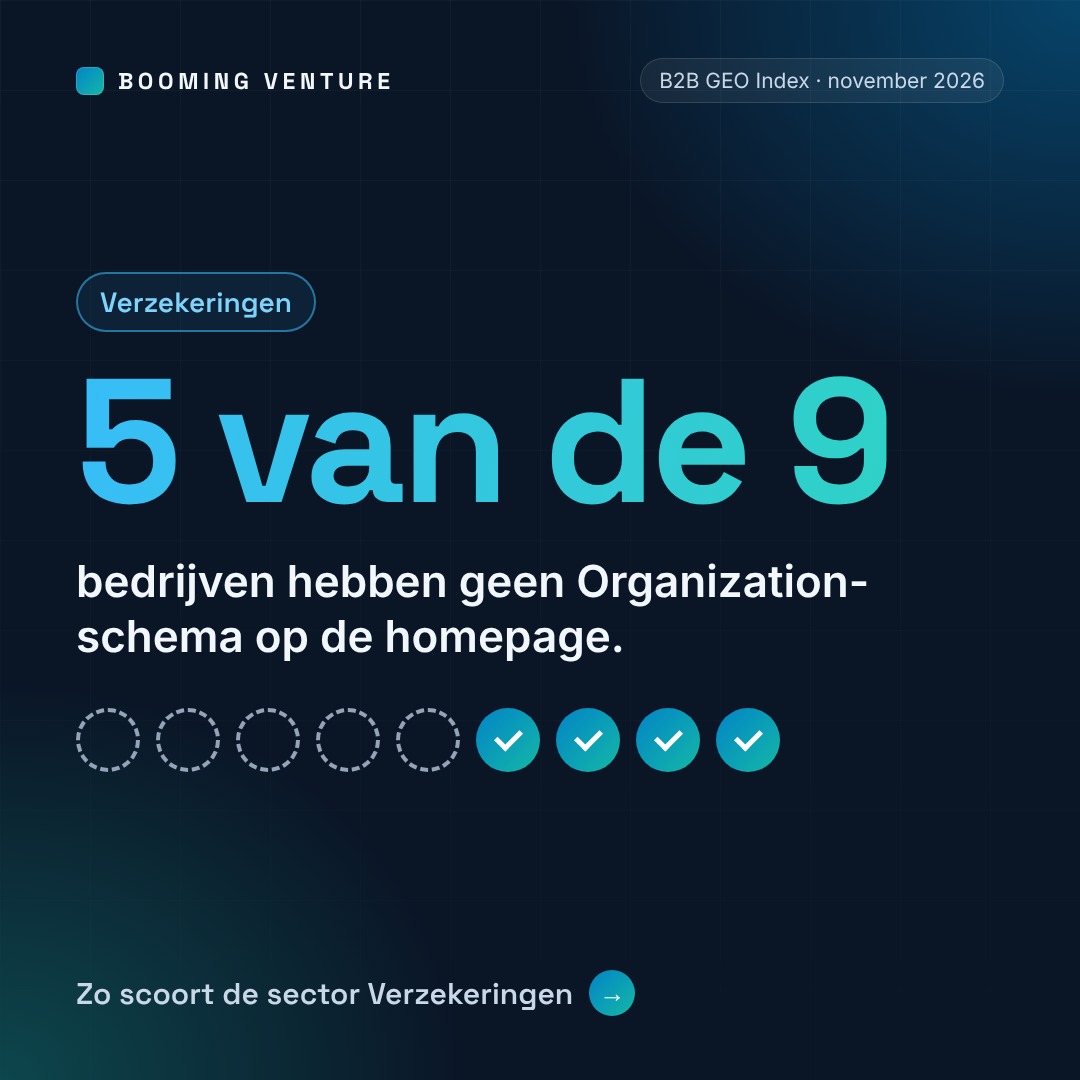 BOOMING VENTURE
B2B GEO Index · november 2026
Verzekeringen
5 van de 9
bedrijven hebben geen Organization-
schema op de homepage.
Zo scoort de sector Verzekeringen →